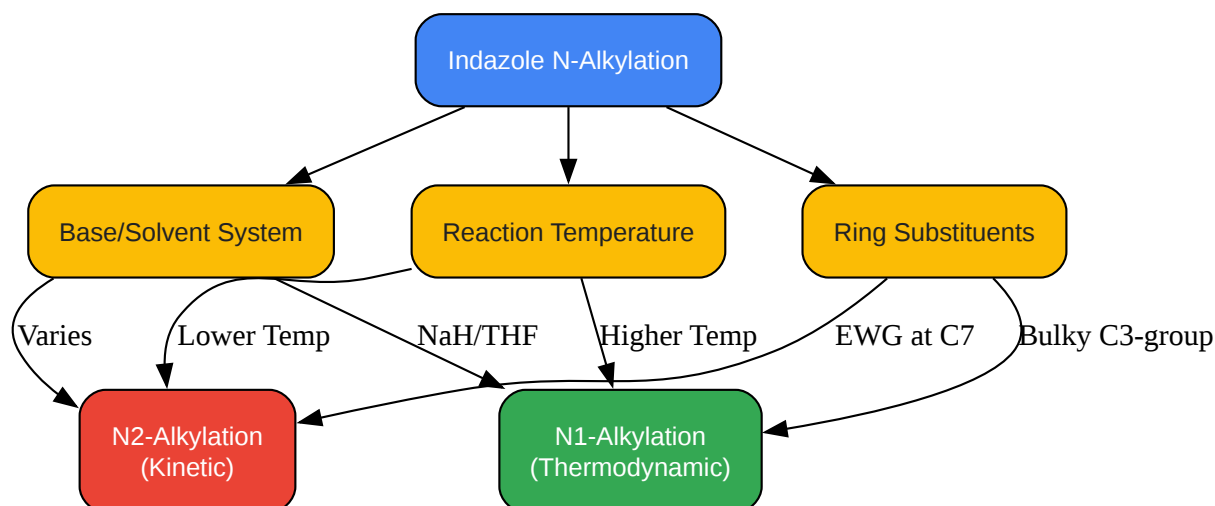 Indazole N-Alkylation
Base/Solvent System
Reaction Temperature
Ring Substituents
Varies
Lower Temp
NaH/THF
Higher Temp
EWG at C7
Bulky C3-group
N2-Alkylation
(Kinetic)
N1-Alkylation
(Thermodynamic)